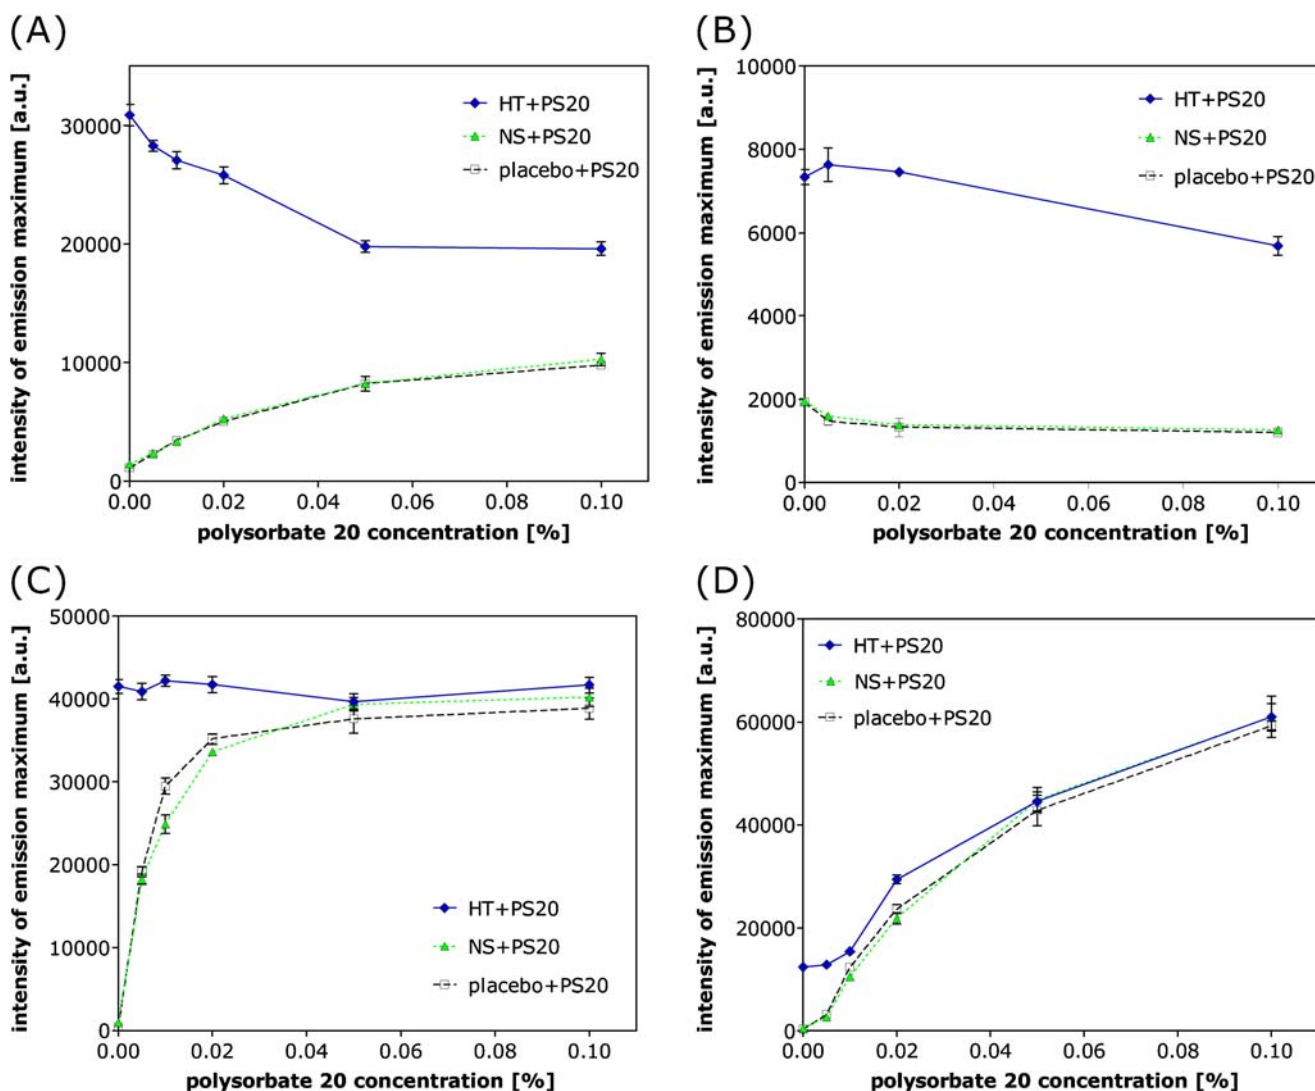 (A)
intensity of emission maximum [a.u.]
30000
20000
10000
0
HT+PS20
NS+PS20
placebo+PS20
0.00 0.02 0.04 0.06 0.08 0.10
polysorbate 20 concentration [%]
(B)
intensity of emission maximum [a.u.]
10000
8000
6000
4000
2000
0
HT+PS20
NS+PS20
placebo+PS20
0.00 0.02 0.04 0.06 0.08 0.10
polysorbate 20 concentration [%]
(C)
intensity of emission maximum [a.u.]
50000
40000
30000
20000
10000
0
HT+PS20
NS+PS20
placebo+PS20
0.00 0.02 0.04 0.06 0.08 0.10
polysorbate 20 concentration [%]
(D)
intensity of emission maximum [a.u.]
80000
60000
40000
20000
0
HT+PS20
NS+PS20
placebo+PS20
0.00 0.02 0.04 0.06 0.08 0.10
polysorbate 20 concentration [%]